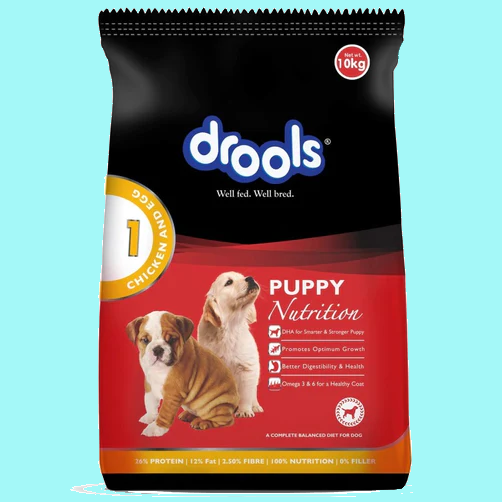 Net wt.
10kg
drools®
Well fed. Well bred.
1
CHICKEN AND EGG
PUPPY
Nutrition
DHA for Smarter & Stronger Puppy
Promotes Optimum Growth
Better Digestibility & Health
Omega 3 & 6 for a Healthy Coat
A COMPLETE BALANCED DIET FOR DOG
26% PROTEIN | 12% Fat | 2.50% FIBRE | 100% NUTRITION | 0% FILLER